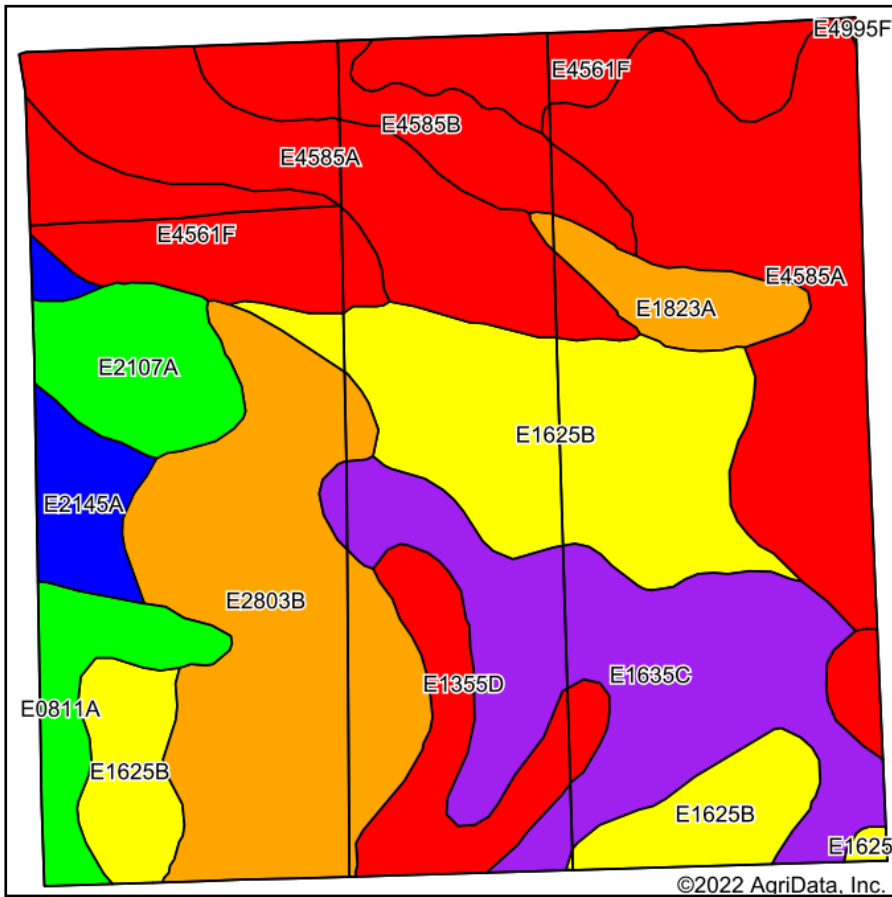 E4995F
E4561F
E4585B
E4585A
E4561F
E4585A
E1823A
E2107A
E1625B
E2145A
E2803B
E1635C
E1355D
E0811A
E1625B
E1625B
E1625
©2022 AgriData, Inc.